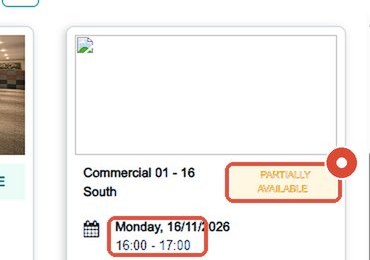 Commercial 01 - 16
South
PARTIALLY
AVAILABLE
E
Monday, 16/11/2026
16:00 - 17:00